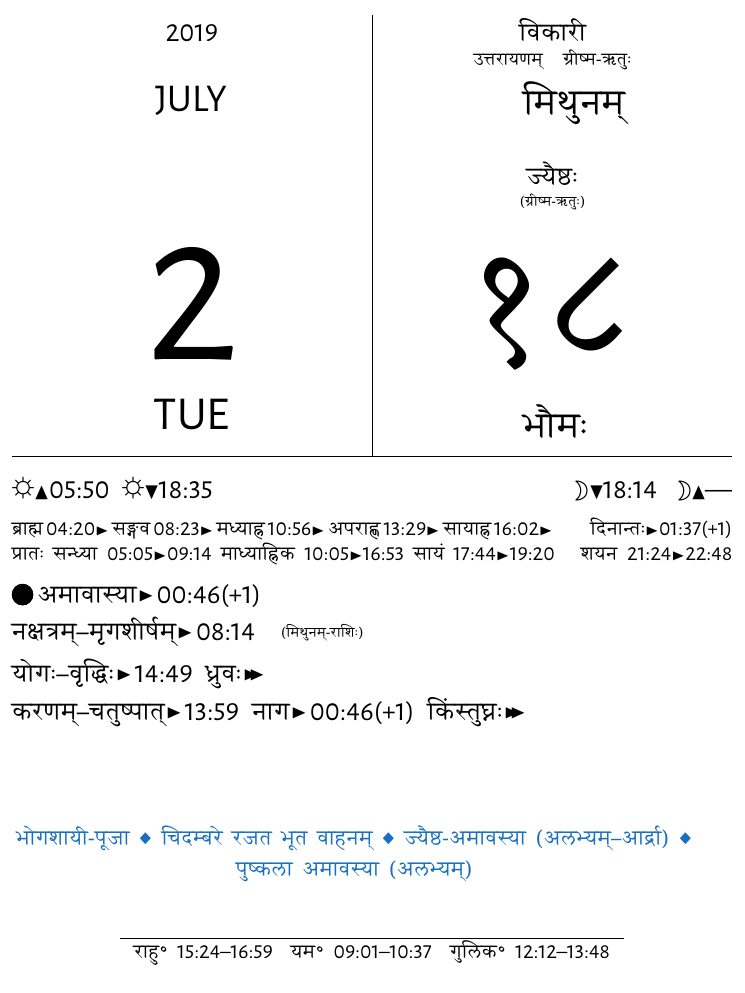 2019
JULY
2
TUE
विकारी
उत्तरायणम् ग्रीष्म-ऋतुः
मिथुनम्
ज्यैष्ठः
(ग्रीष्म-ऋतुः)
१८
भौमः
☼▲05:50 ☼▼18:35 ☽▼18:14 ☽▲—
ब्राह्म 04:20► सङ्गव 08:23► मध्याह्न 10:56► अपराह्ण 13:29► सायाह्न 16:02► दिनान्तः►01:37(+1)
प्रातः सन्ध्या 05:05►09:14 माध्याह्निक 10:05►16:53 सायं 17:44►19:20 शयन 21:24►22:48
●अमावास्या► 00:46(+1)
नक्षत्रम्–मृगशीर्षम्► 08:14 (मिथुनम्-राशिः)
योगः–वृद्धिः►14:49 ध्रुवः►►
करणम्–चतुष्पात्►13:59 नाग► 00:46(+1) किंस्तुघ्नः►►
भोगशायी-पूजा ◆ चिदम्बरे रजत भूत वाहनम् ◆ ज्यैष्ठ-अमावस्या (अलभ्यम्–आर्द्रा) ◆
पुष्कला अमावस्या (अलभ्यम्)
राहु॰ 15:24–16:59 यम॰ 09:01–10:37 गुलिक॰ 12:12–13:48